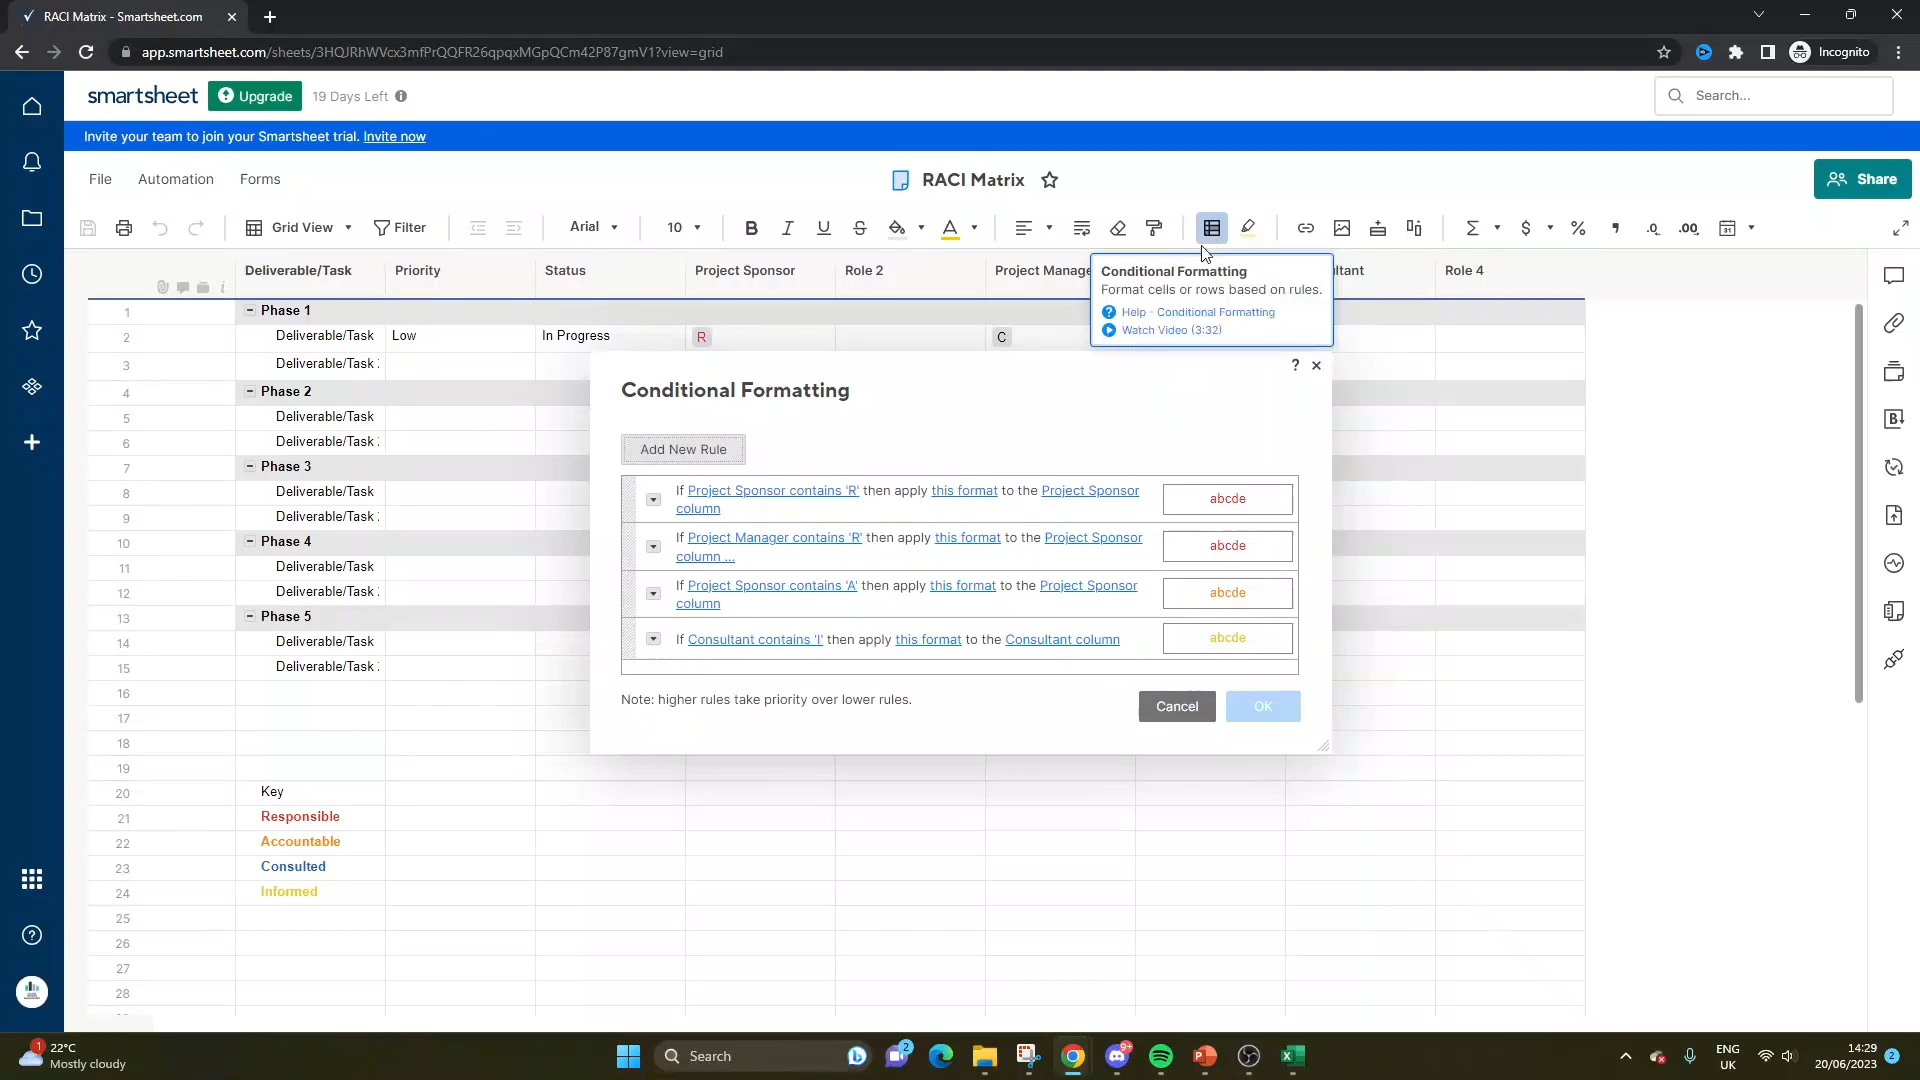 RACI Matrix - Smartsheet.com
app.smartsheet.com/sheets/3HQJRhWVcx3mfPrQQFR26qpqxMGpQCm42P87gmV1?view=grid
Incognito
smartsheet
Upgrade
19 Days Left
Search...
Invite your team to join your Smartsheet trial. Invite now
File Automation Forms
RACI Matrix
Share
Grid View Filter Arial 10 B I U S A Σ $ % , .0 .00 31
Deliverable/Task Priority Status Project Sponsor Role 2 Project Manage ltant Role 4
Conditional Formatting
Format cells or rows based on rules.
Help - Conditional Formatting
Watch Video (3:32)
1 Phase 1
2 Deliverable/Task Low In Progress R C
3 Deliverable/Task
4 Phase 2
5 Deliverable/Task
6 Deliverable/Task
7 Phase 3
8 Deliverable/Task
9 Deliverable/Task
10 Phase 4
11 Deliverable/Task
12 Deliverable/Task
13 Phase 5
14 Deliverable/Task
15 Deliverable/Task
16
17
18
19
20 Key
21 Responsible
22 Accountable
23 Consulted
24 Informed
25
26
27
28
? ×
Conditional Formatting
Add New Rule
If Project Sponsor contains 'R' then apply this format to the Project Sponsor
column
abcde
If Project Manager contains 'R' then apply this format to the Project Sponsor
column ...
abcde
If Project Sponsor contains 'A' then apply this format to the Project Sponsor
column
abcde
If Consultant contains 'I' then apply this format to the Consultant column
abcde
Note: higher rules take priority over lower rules.
Cancel OK
1
22°C
Mostly cloudy
Search
2
9+
ENG
UK
14:29
20/06/2023
2